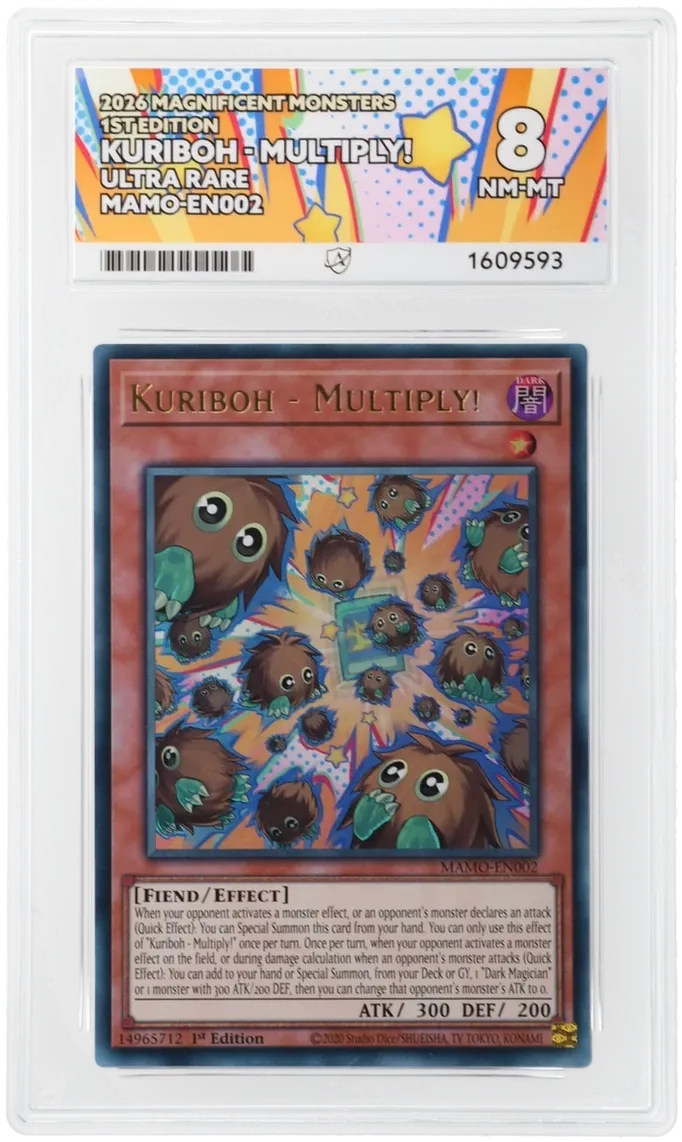 2026 MAGNIFICENT MONSTERS
1ST EDITION
KURIBOH - MULTIPLY!
ULTRA RARE
MAMO-EN002
8
NM-MT
1609593
KURIBOH - MULTIPLY!
DARK
闇
MAMO-EN002
[FIEND/EFFECT]
When your opponent activates a monster effect, or an opponent's monster declares an attack
(Quick Effect): You can Special Summon this card from your hand. You can only use this effect
of "Kuriboh - Multiply!" once per turn. Once per turn, when your opponent activates a monster
effect on the field, or during damage calculation when an opponent's monster attacks (Quick
Effect): You can add to your hand or Special Summon, from your Deck or GY, 1 "Dark Magician"
or 1 monster with 300 ATK/200 DEF, then you can change that opponent's monster's ATK to 0.
ATK/ 300 DEF/ 200
14965712 1st Edition
©2020 Studio Dice/SHUEISHA, TV TOKYO, KONAMI